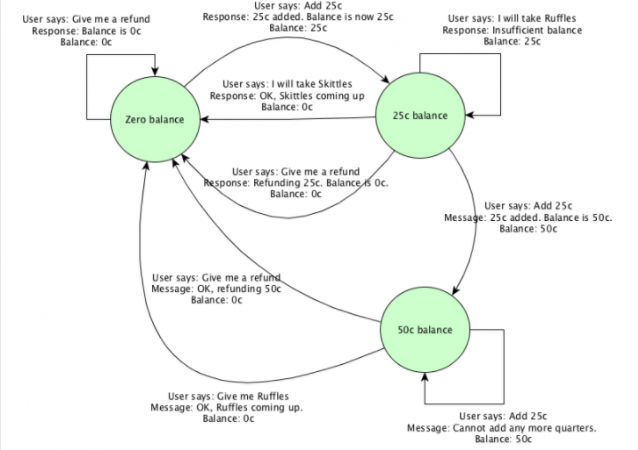 User says: Add 25c
Response: 25c added. Balance is now 25c
Balance: 25c
User says: Give me a refund
Response: Balance is 0c
Balance: 0c
User says: I will take Ruffles
Response: Insufficient balance
Balance: 25c
User says: I will take Skittles
Response: OK, Skittles coming up
Balance: 0c
Zero balance
25c balance
User says: Give me a refund
Response: Refunding 25c. Balance is 0c.
Balance: 0c
User says: Add 25c
Message: 25c added. Balance is 50c.
Balance: 50c
User says: Give me a refund
Message: OK, refunding 50c
Balance: 0c
50c balance
User says: Give me Ruffles
Message: OK, Ruffles coming up.
Balance: 0c
User says: Add 25c
Message: Cannot add any more quarters.
Balance: 50c